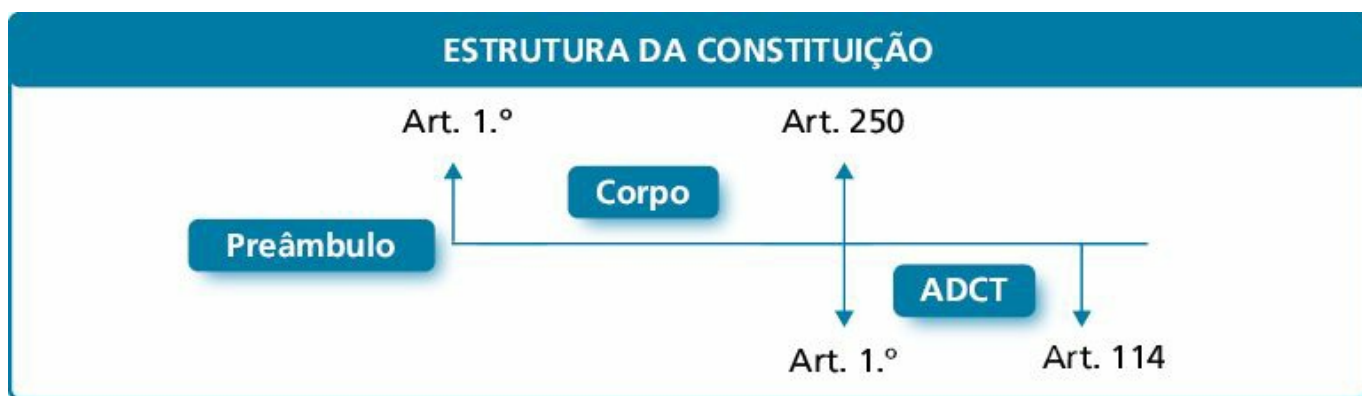 ESTRUTURA DA CONSTITUIÇÃO
Art. 1.º
Art. 250
Corpo
Preâmbulo
ADCT
Art. 1.º
Art. 114